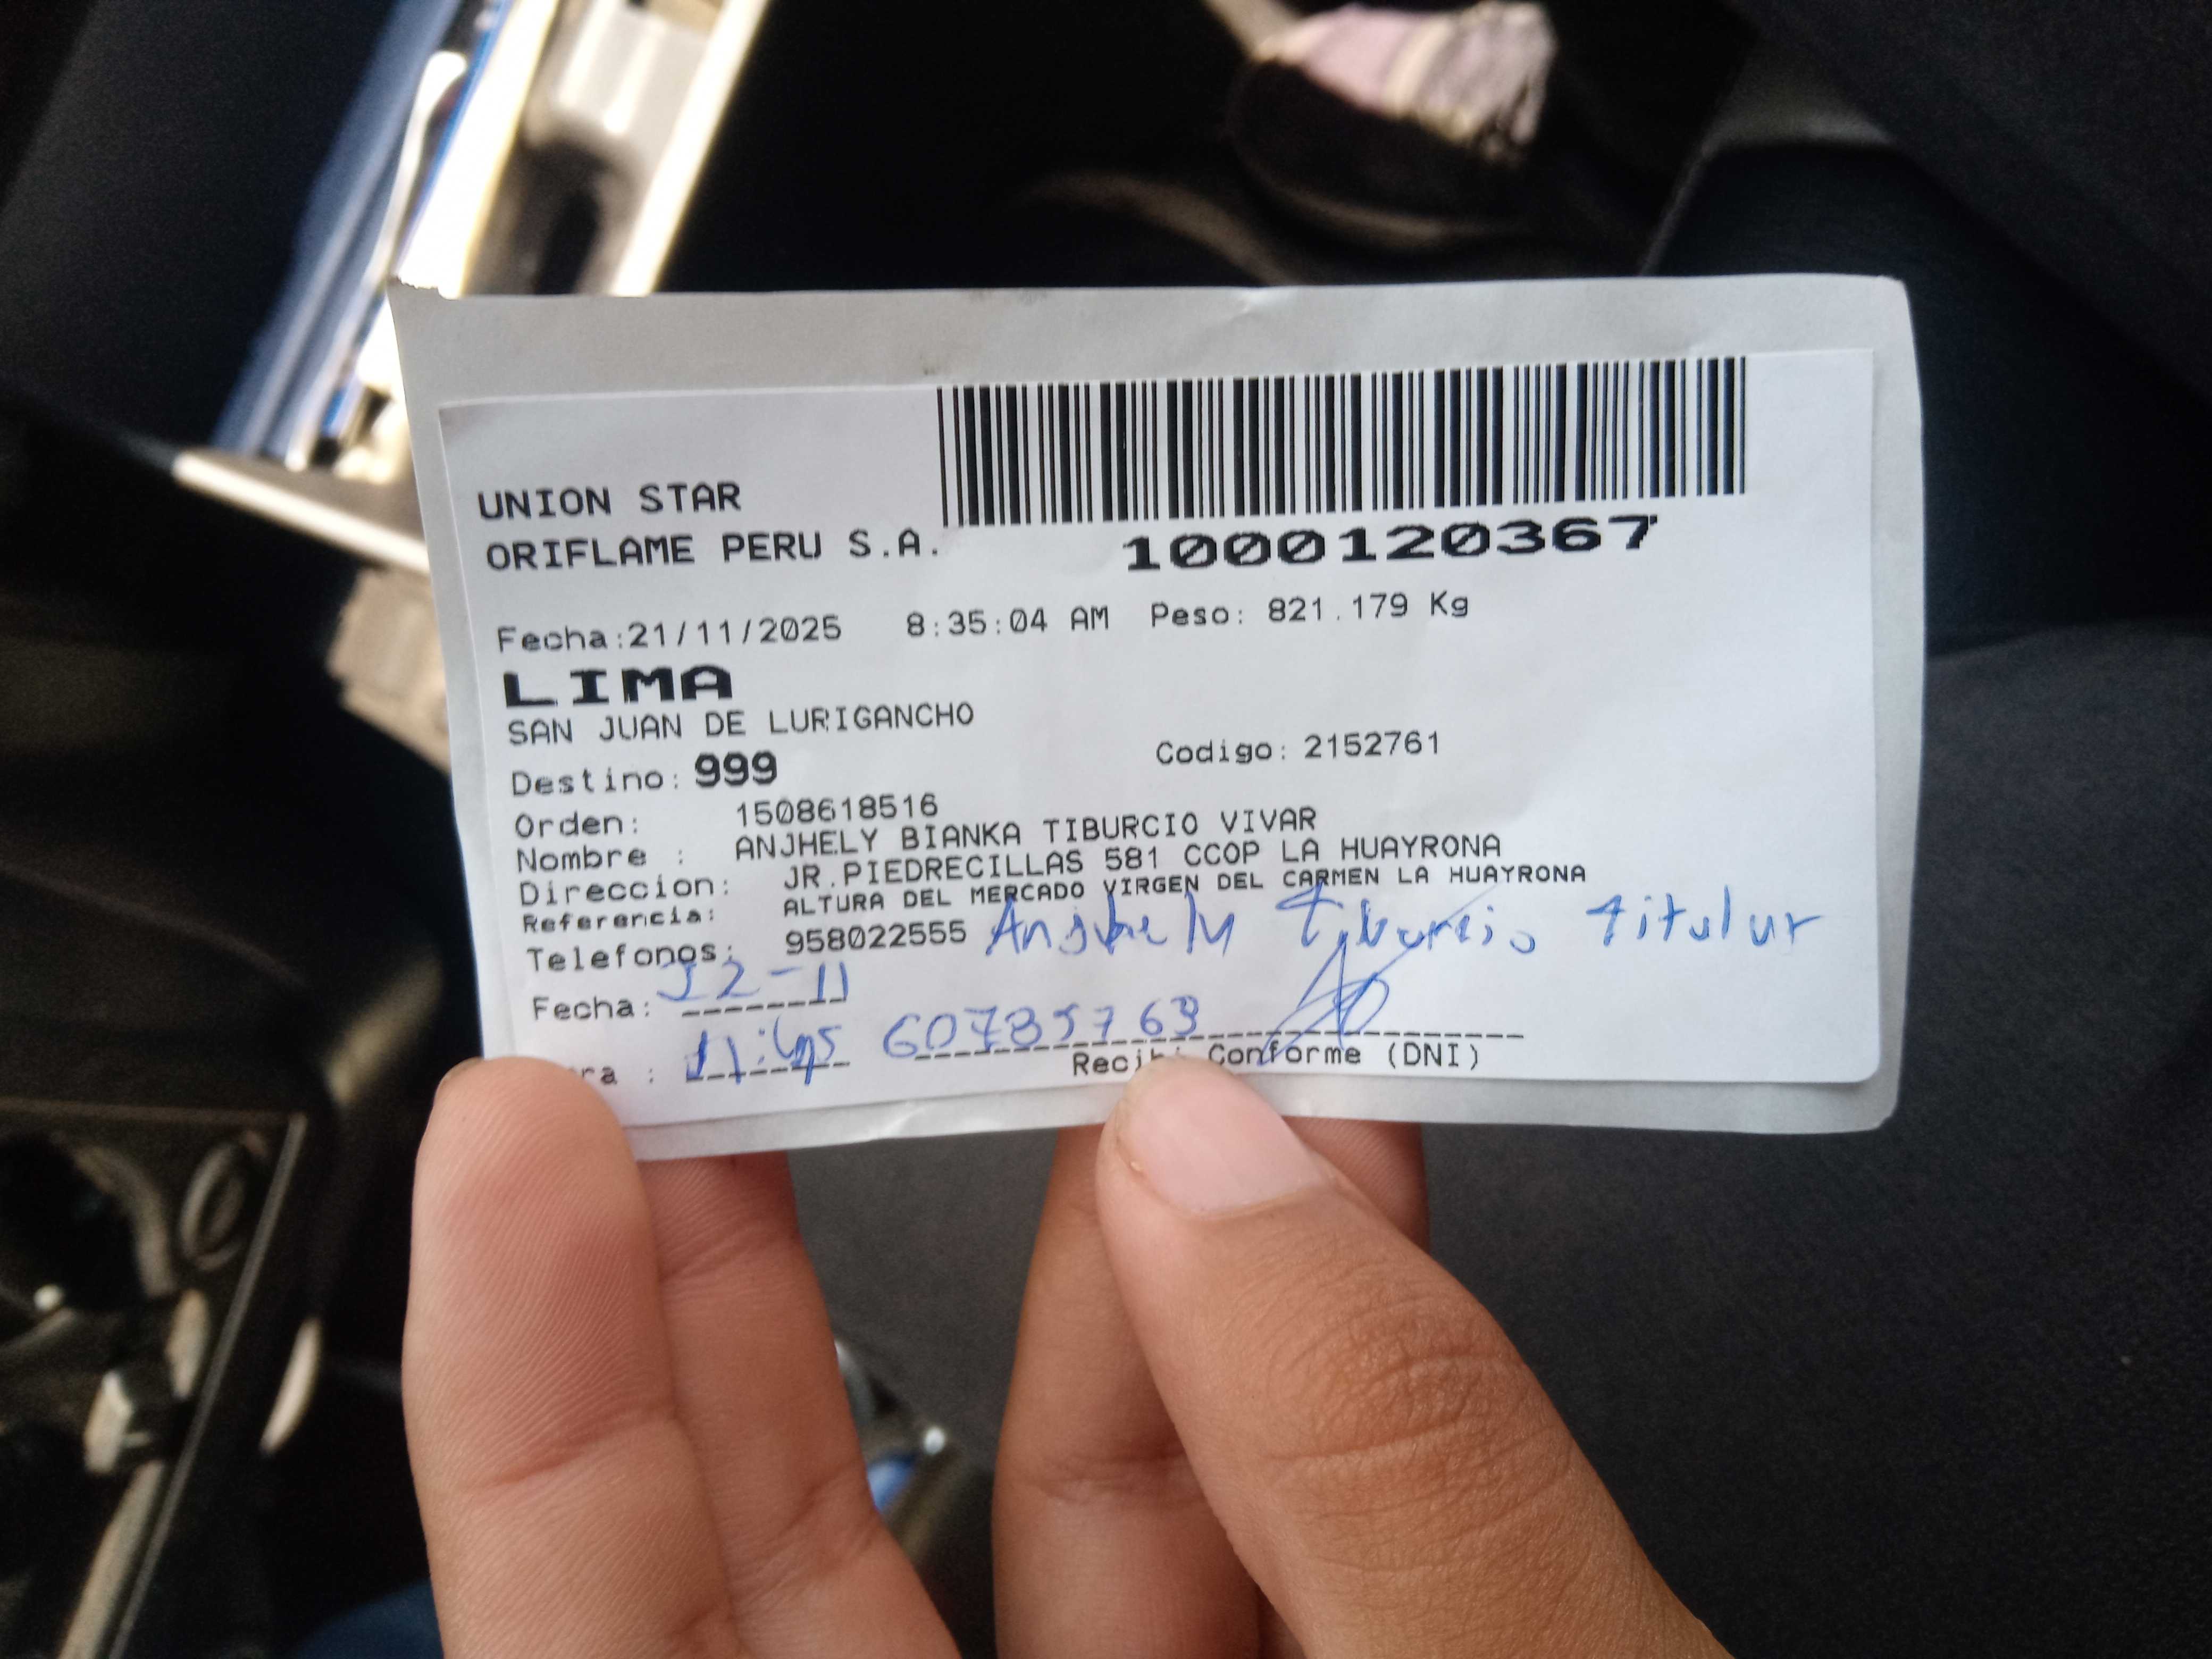 UNION STAR
ORIFLAME PERU S.A.
1000120367
Fecha:21/11/2025 8:35:04 AM Peso: 821.179 Kg
LIMA
SAN JUAN DE LURIGANCHO
Destino: 999 Codigo: 2152761
Orden: 1508618516
Nombre : ANJHELY BIANKA TIBURCIO VIVAR
Direccion: JR.PIEDRECILLAS 581 CCOP LA HUAYRONA
Referencia: ALTURA DEL MERCADO VIRGEN DEL CARMEN LA HUAYRONA
Telefonos: 958022555 Anjhely Tiburcio titular
Fecha: 22-11
ra :
Conforme (DNI)